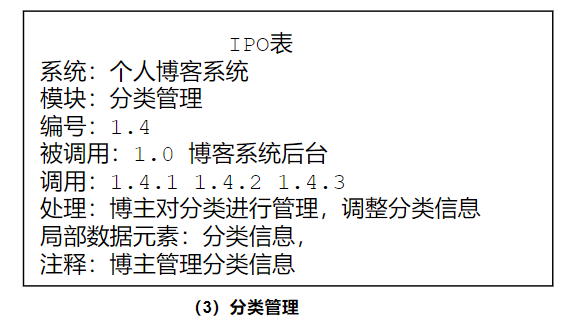 IPO表
系统：个人博客系统
模块：分类管理
编号：1.4
被调用：1.0 博客系统后台
调用：1.4.1 1.4.2 1.4.3
处理：博主对分类进行管理，调整分类信息
局部数据元素：分类信息，
注释：博主管理分类信息
（3）分类管理